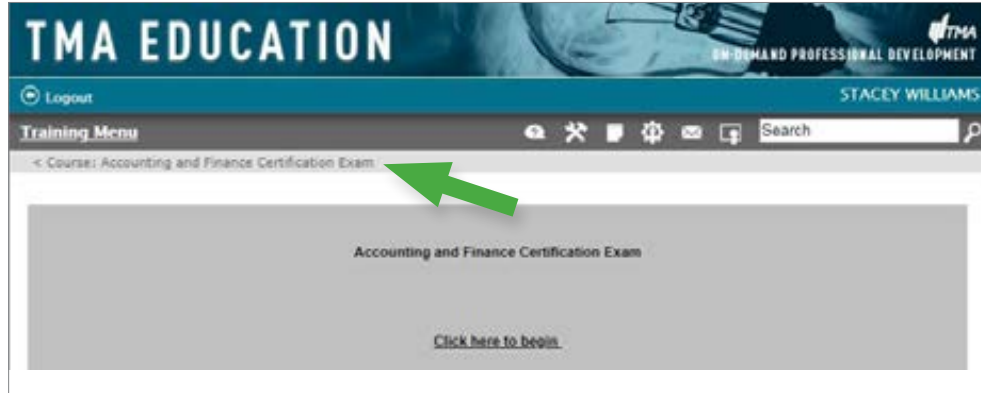 TMA EDUCATION
TMA
ON-DEMAND PROFESSIONAL DEVELOPMENT
Logout
STACEY WILLIAMS
Training Menu
Search
< Course: Accounting and Finance Certification Exam
Accounting and Finance Certification Exam
Click here to begin